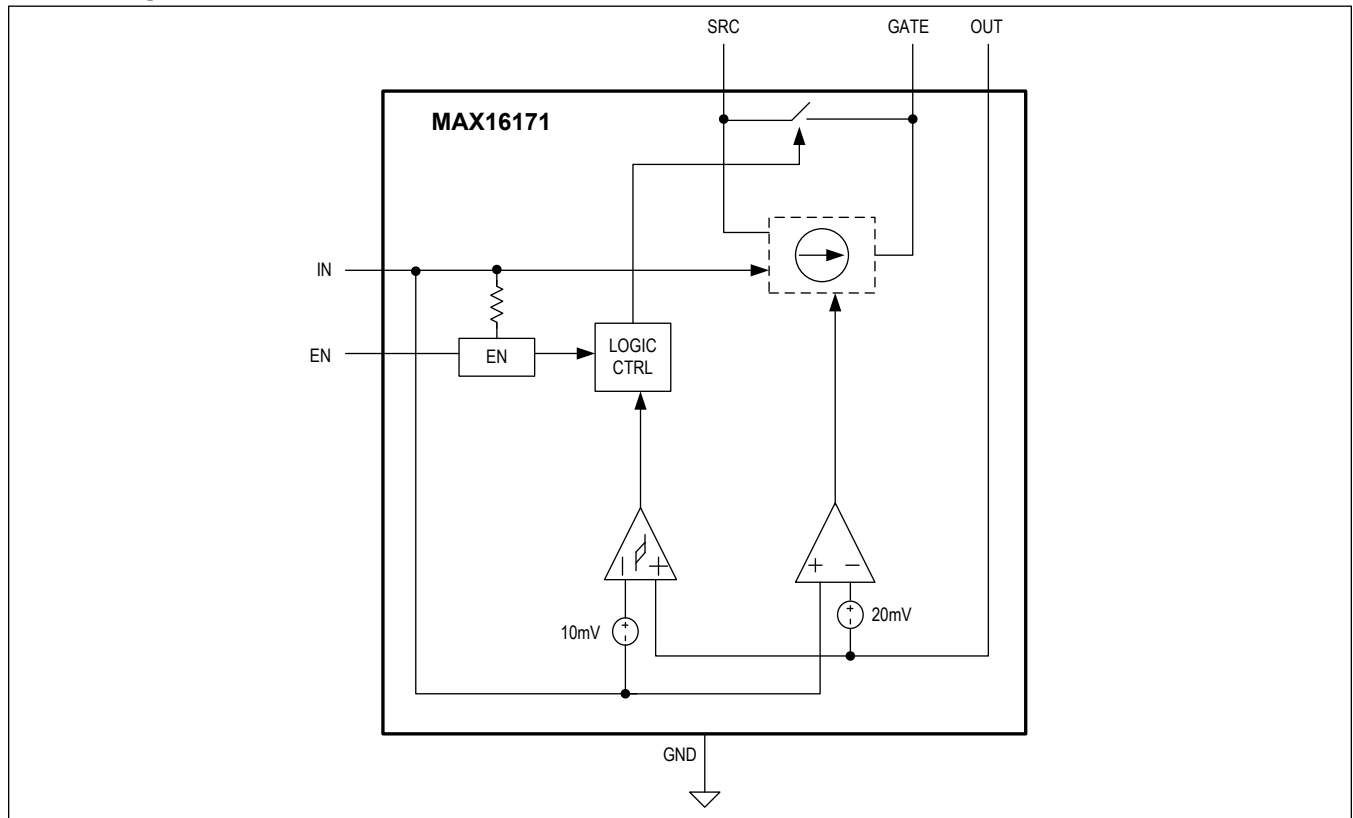 SRC GATE OUT
MAX16171
IN
EN
EN
LOGIC
CTRL
+ −
− +
10mV
+
-
+
-
20mV
GND